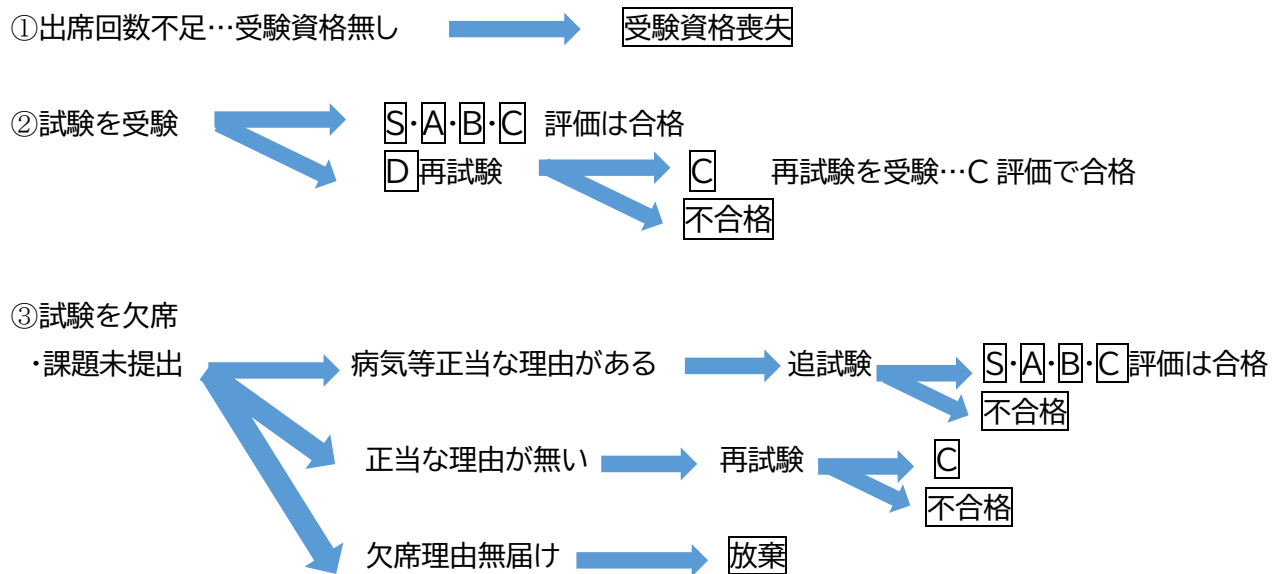 ①出席回数不足…受験資格無し 受験資格喪失
②試験を受験 S・A・B・C 評価は合格
D 再試験 C 再試験を受験…C 評価で合格
不合格
③試験を欠席
・課題未提出 病気等正当な理由がある 追試験 S・A・B・C 評価は合格
不合格
正当な理由が無い 再試験 C
不合格
欠席理由無届け 放棄